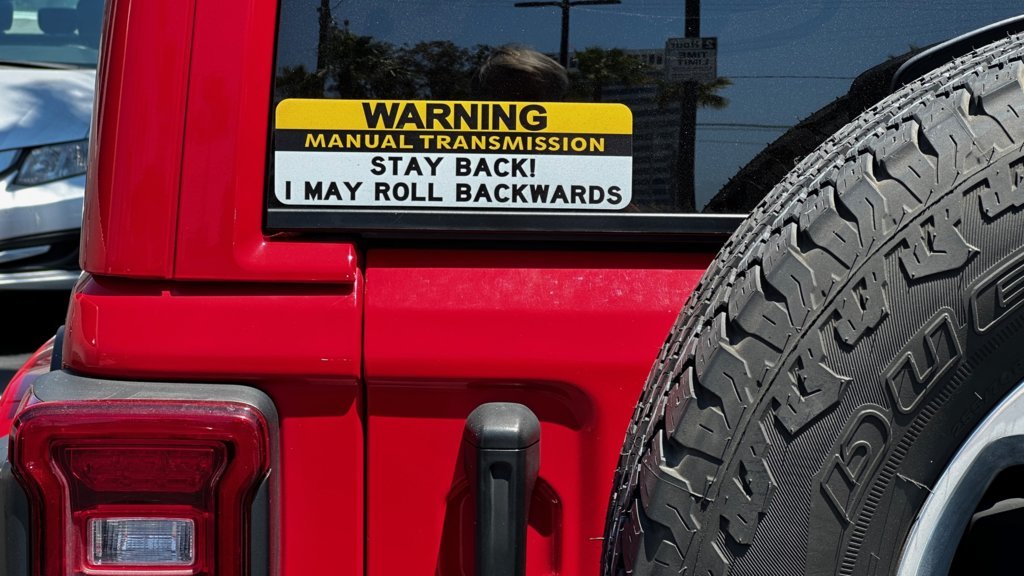 WARNING
MANUAL TRANSMISSION
STAY BACK!
I MAY ROLL BACKWARDS